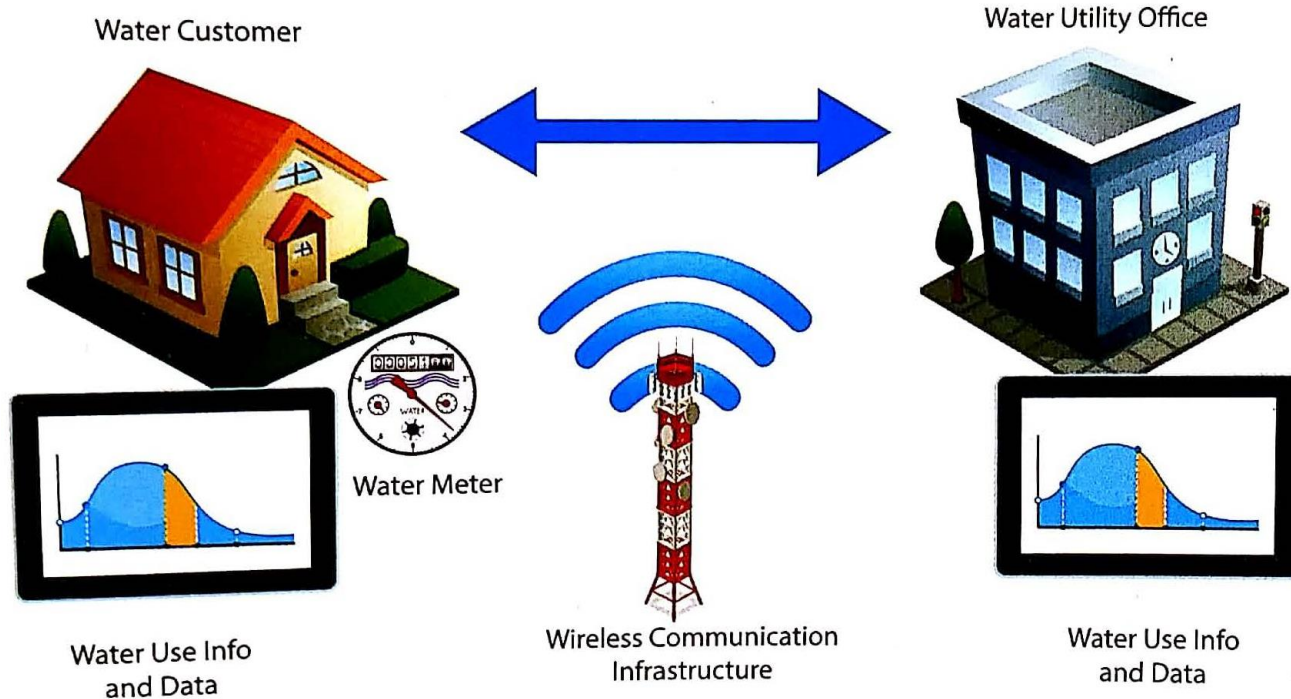 Water Customer
Water Utility Office
WATER
Water Meter
Water Use Info
and Data
Wireless Communication
Infrastructure
Water Use Info
and Data